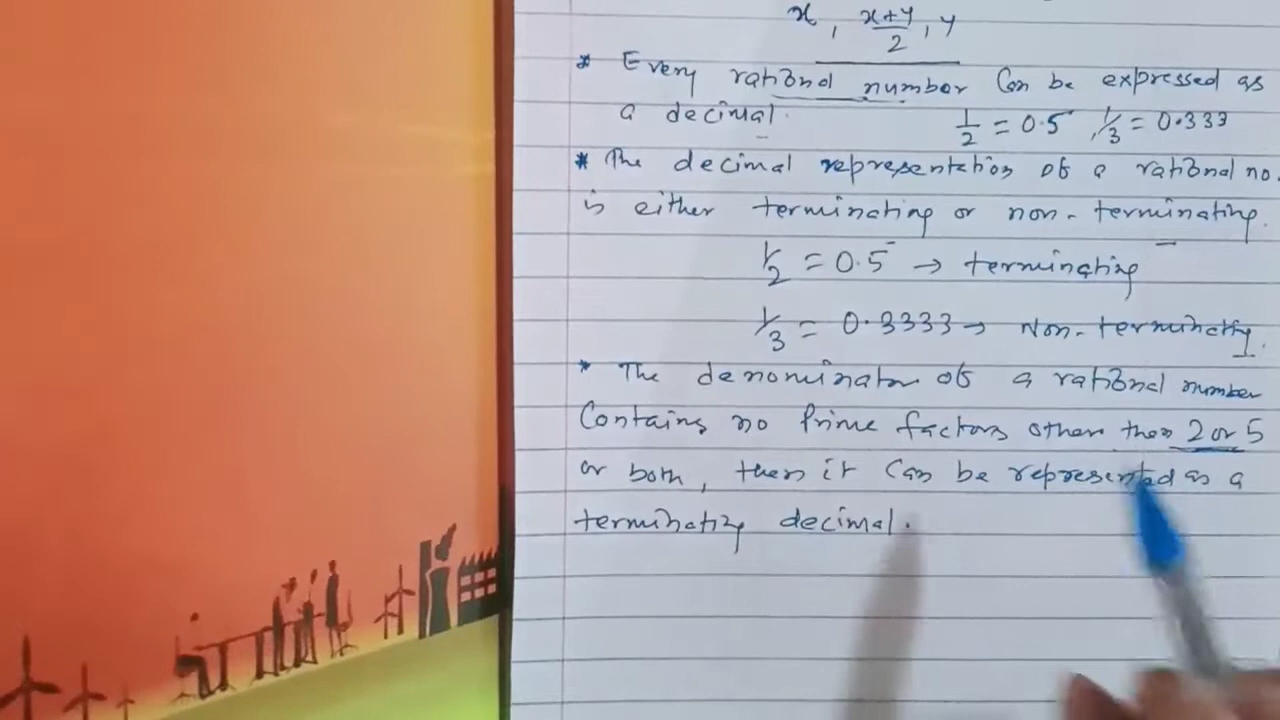 x, x+y/2, y
* Every rational number can be expressed as
a decimal. 1/2 = 0.5, 1/3 = 0.333
* The decimal representation of a rational no.
is either terminating or non-terminating.
1/2 = 0.5 → terminating
1/3 = 0.3333 → Non-terminating.
* The denominator of a rational number
Contains no Prime factors other than 2 or 5
or both, then it can be represented as a
terminating decimal.